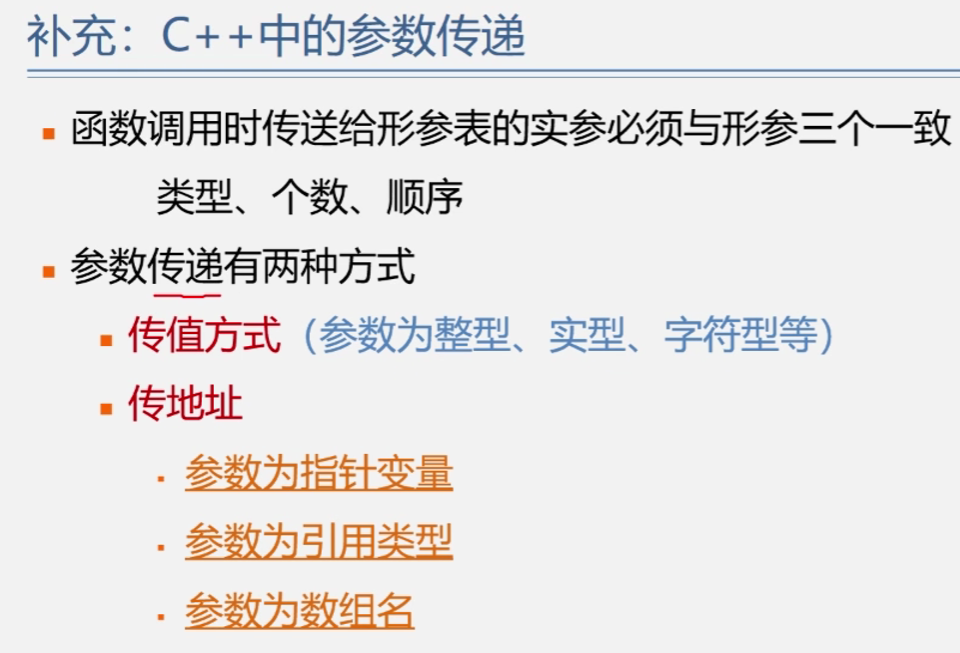 补充：C++中的参数传递
函数调用时传送给形参表的实参必须与形参三个一致
类型、个数、顺序
参数传递有两种方式
传值方式（参数为整型、实型、字符型等）
传地址
参数为指针变量
参数为引用类型
参数为数组名